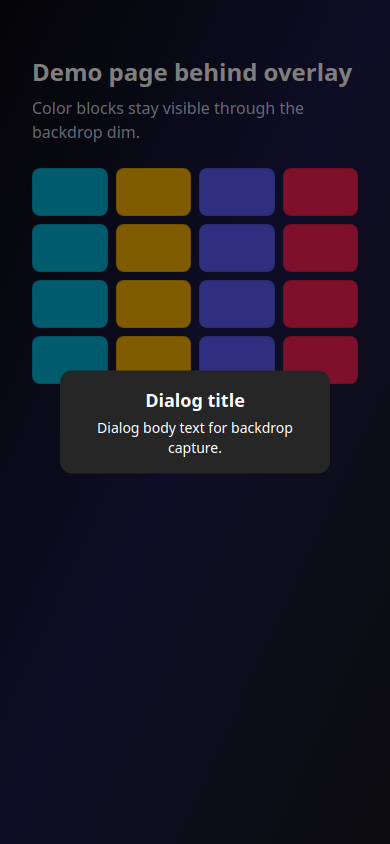 Demo page behind overlay
Color blocks stay visible through the
backdrop dim.
Dialog title
Dialog body text for backdrop
capture.